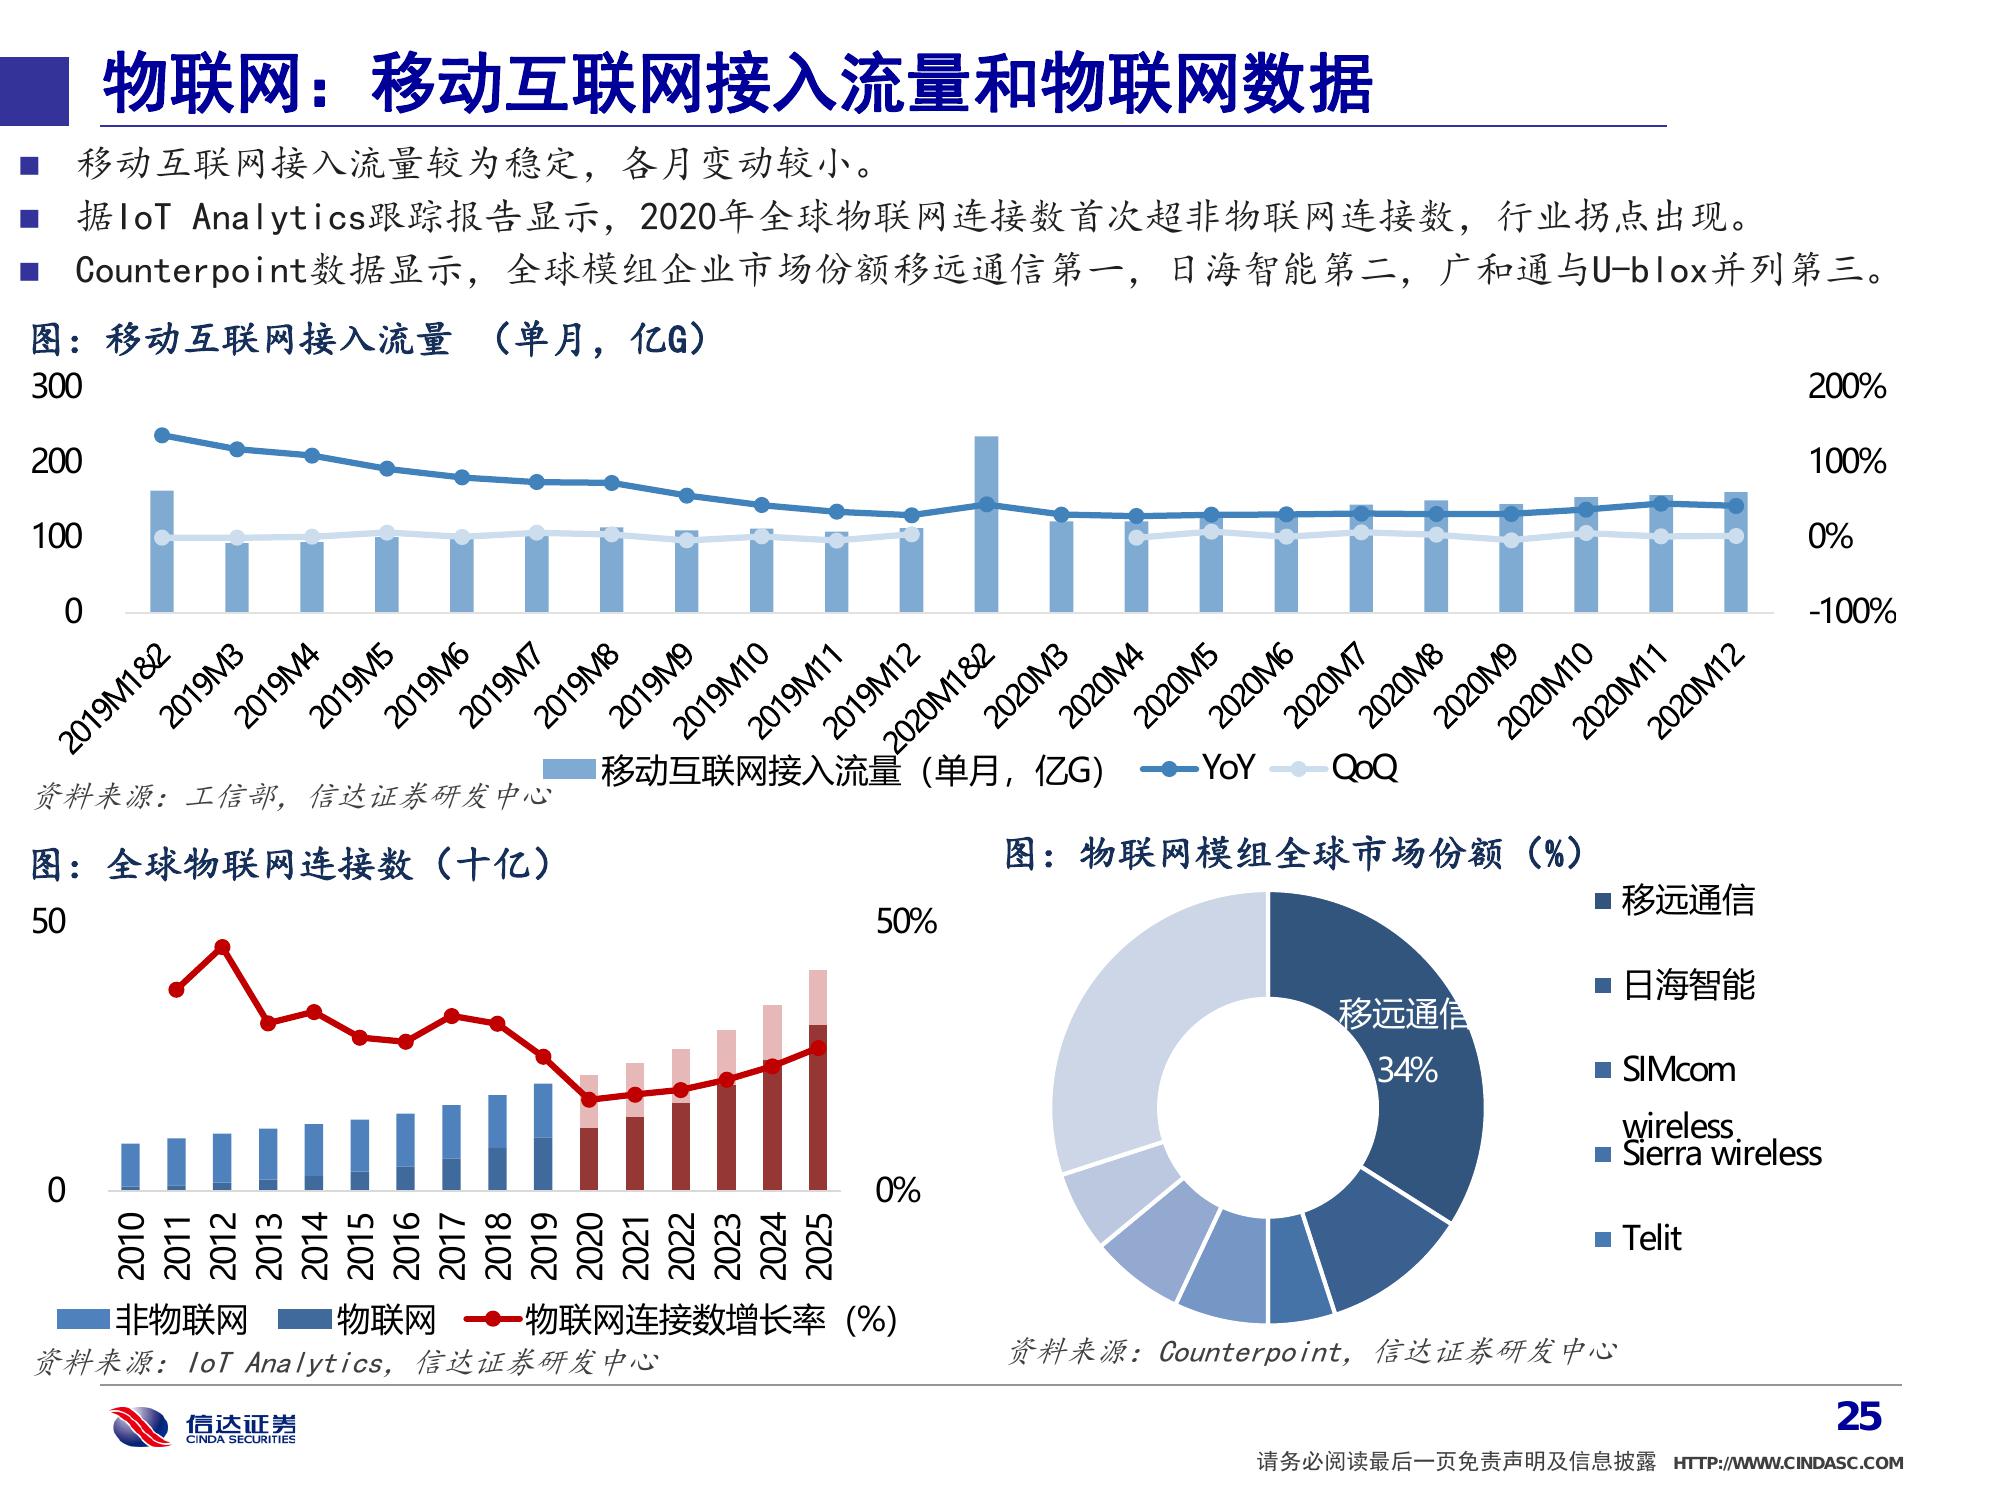 物联网：移动互联网接入流量和物联网数据
移动互联网接入流量较为稳定，各月变动较小。
据IoT Analytics跟踪报告显示，2020年全球物联网连接数首次超非物联网连接数，行业拐点出现。
Counterpoint数据显示，全球模组企业市场份额移远通信第一，日海智能第二，广和通与U-blox并列第三。
图：移动互联网接入流量 （单月，亿G）
300
200
100
0
200%
100%
0%
-100%
2019M1&2
2019M3
2019M4
2019M5
2019M6
2019M7
2019M8
2019M9
2019M10
2019M11
2019M12
2020M1&2
2020M3
2020M4
2020M5
2020M6
2020M7
2020M8
2020M9
2020M10
2020M11
2020M12
移动互联网接入流量（单月，亿G） YoY QoQ
资料来源：工信部，信达证券研发中心
图：全球物联网连接数（十亿）
50
0
50%
0%
2010
2011
2012
2013
2014
2015
2016
2017
2018
2019
2020
2021
2022
2023
2024
2025
非物联网 物联网 物联网连接数增长率（%）
资料来源：IoT Analytics，信达证券研发中心
图：物联网模组全球市场份额（%）
移远通信
34%
移远通信
日海智能
SIMcom
wireless
Sierra wireless
Telit
资料来源：Counterpoint，信达证券研发中心
信达证券
CINDA SECURITIES
25
请务必阅读最后一页免责声明及信息披露 HTTP://WWW.CINDASC.COM